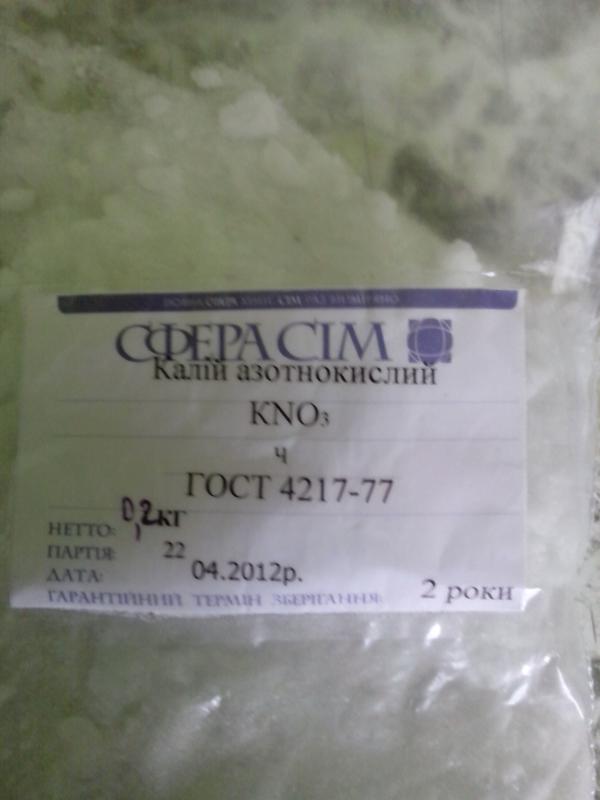 СФЕРА СІМ
Калій азотнокислий
KNO₃
ч
ГОСТ 4217-77
НЕТТО: 0,2кг
ПАРТІЯ: 22
ДАТА: 04.2012р.
ГАРАНТІЙНИЙ ТЕРМІН ЗБЕРІГАННЯ: 2 роки